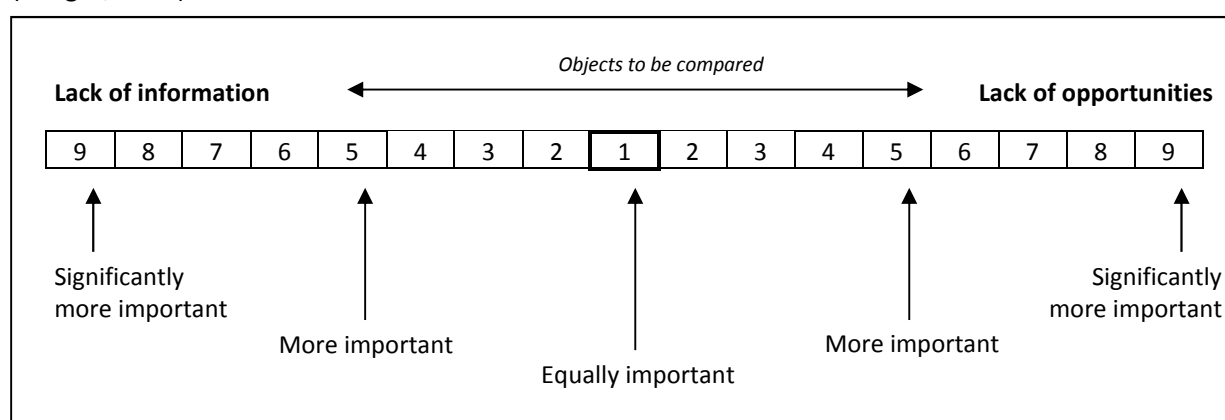 Objects to be compared
Lack of information Lack of opportunities
9 8 7 6 5 4 3 2 1 2 3 4 5 6 7 8 9
Significantly
more important
Significantly
more important
More important
More important
Equally important